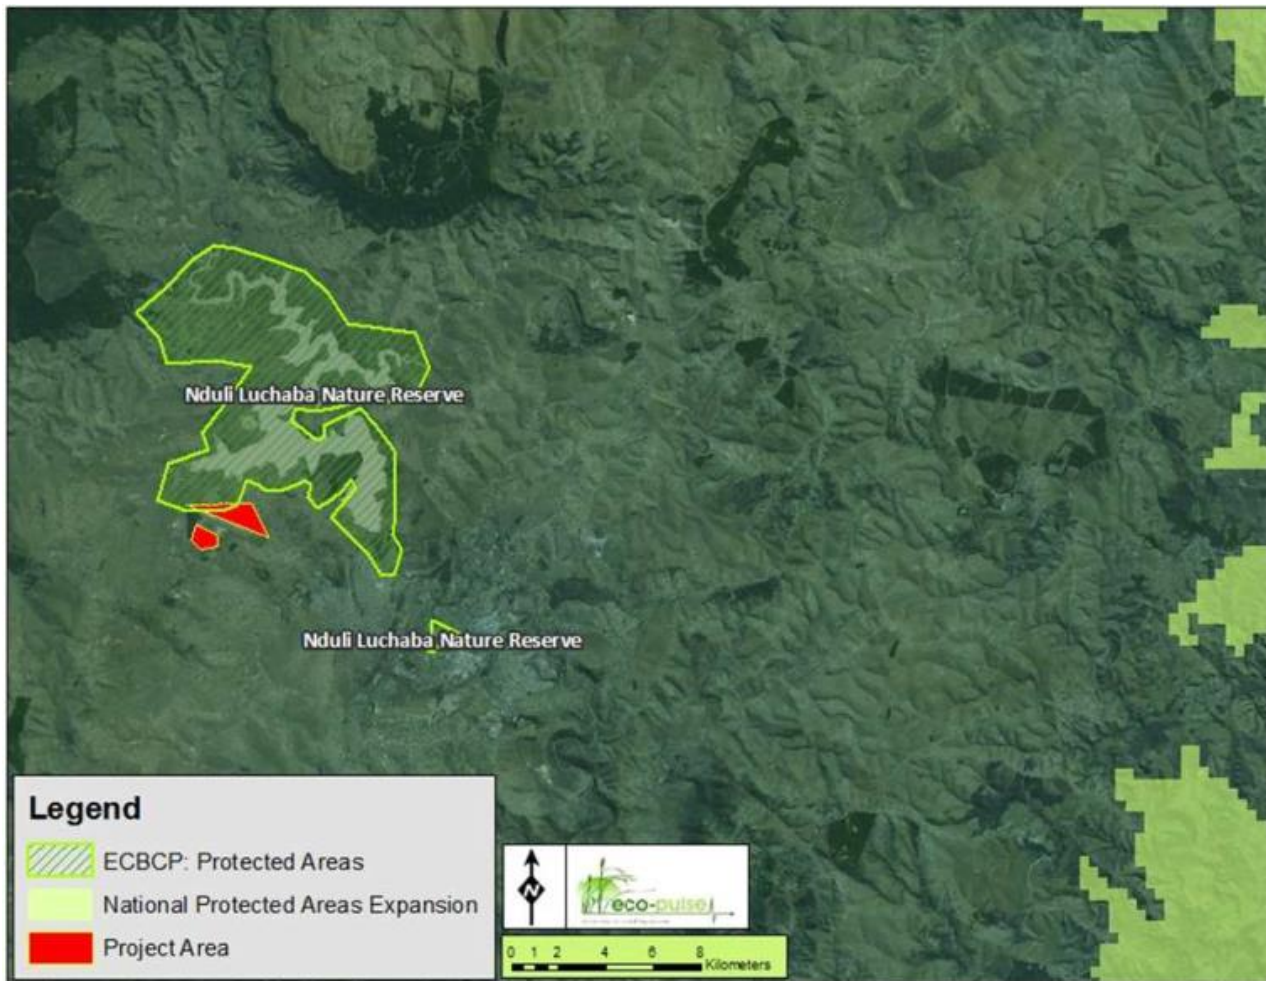 Nduli Luchaba Nature Reserve
Nduli Luchaba Nature Reserve
Legend
ECBCP: Protected Areas
National Protected Areas Expansion
Project Area
N
eco-pulse
0 1 2 4 6 8
Kilometers